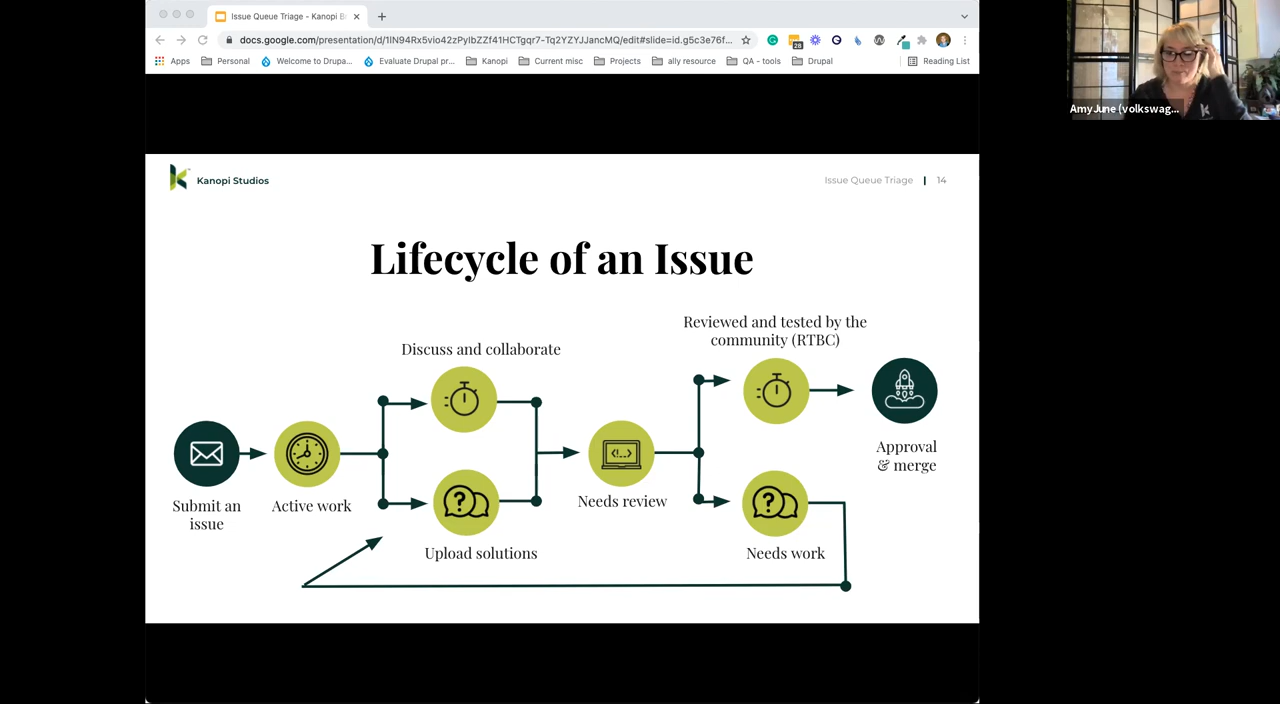 Issue Queue Triage - Kanopi B
docs.google.com/presentation/d/1IN94Rx5vio42zPyIbZZf41HCTgqr7-Tq2YZYJJancMQ/edit#slide=id.g5c3e76f...
28
Apps Personal Welcome to Drupa... Evaluate Drupal pr... Kanopi Current misc Projects ally resource QA - tools Drupal Reading List
AmyJune (volkswag...
Kanopi Studios
Issue Queue Triage | 14
Lifecycle of an Issue
Reviewed and tested by the
community (RTBC)
Discuss and collaborate
Approval
& merge
Submit an
issue
Active work
Needs review
Upload solutions
Needs work